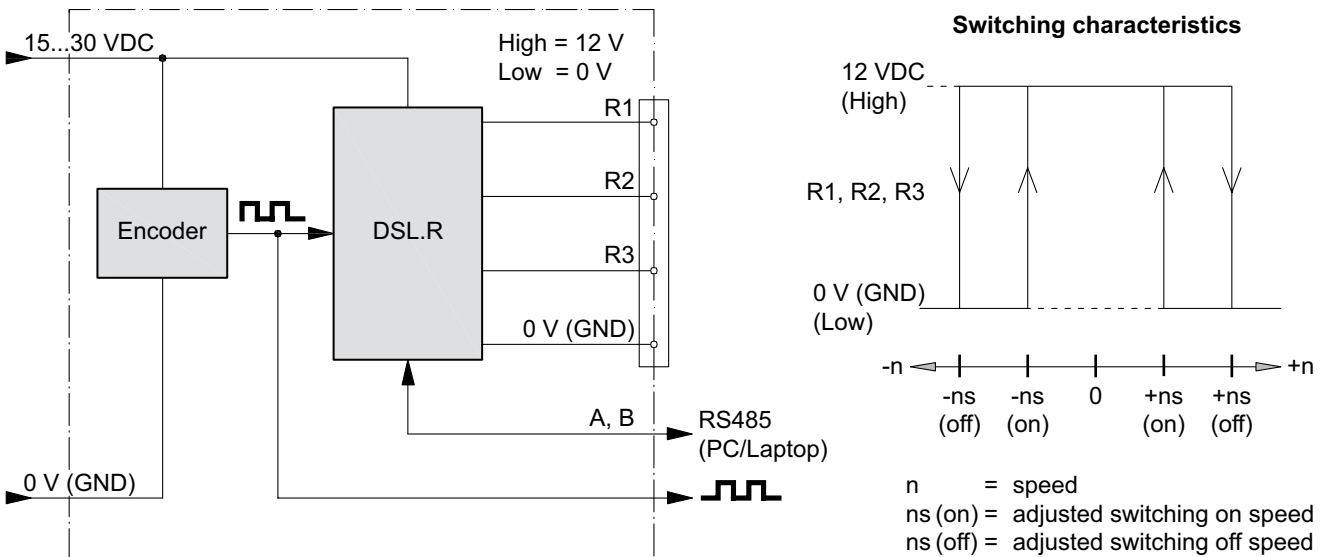 15...30 VDC
High = 12 V
Low = 0 V
R1
R2
R3
Encoder
DSL.R
0 V (GND)
A, B
RS485
(PC/Laptop)
0 V (GND)
Switching characteristics
12 VDC
(High)
R1, R2, R3
0 V (GND)
(Low)
-n
+n
-ns
(off)
-ns
(on)
0
+ns
(on)
+ns
(off)
n = speed
ns (on) = adjusted switching on speed
ns (off) = adjusted switching off speed